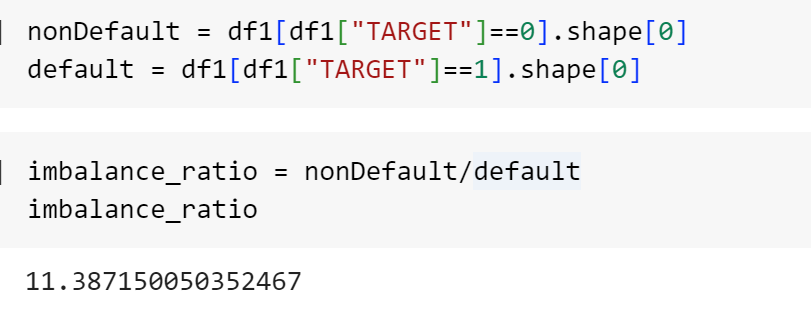 nonDefault = df1[df1["TARGET"]==0].shape[0]
default = df1[df1["TARGET"]==1].shape[0]
imbalance_ratio = nonDefault/default
imbalance_ratio
11.387150050352467